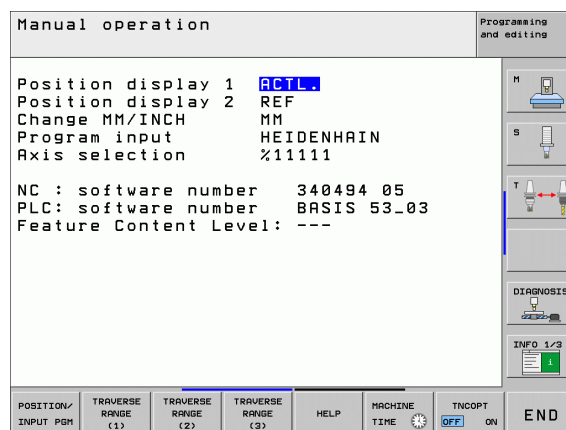 Manual operation
Programming
and editing
Position display 1 ACTL.
Position display 2 REF
Change MM/INCH MM
Program input HEIDENHAIN
Axis selection %11111
NC : software number 340494 05
PLC: software number BASIS 53_03
Feature Content Level: ---
M
S
T
DIAGNOSIS
INFO 1/3
i
POSITION/
INPUT PGM
TRAVERSE
RANGE
(1)
TRAVERSE
RANGE
(2)
TRAVERSE
RANGE
(3)
HELP
MACHINE
TIME
TNCOPT
OFF ON
END